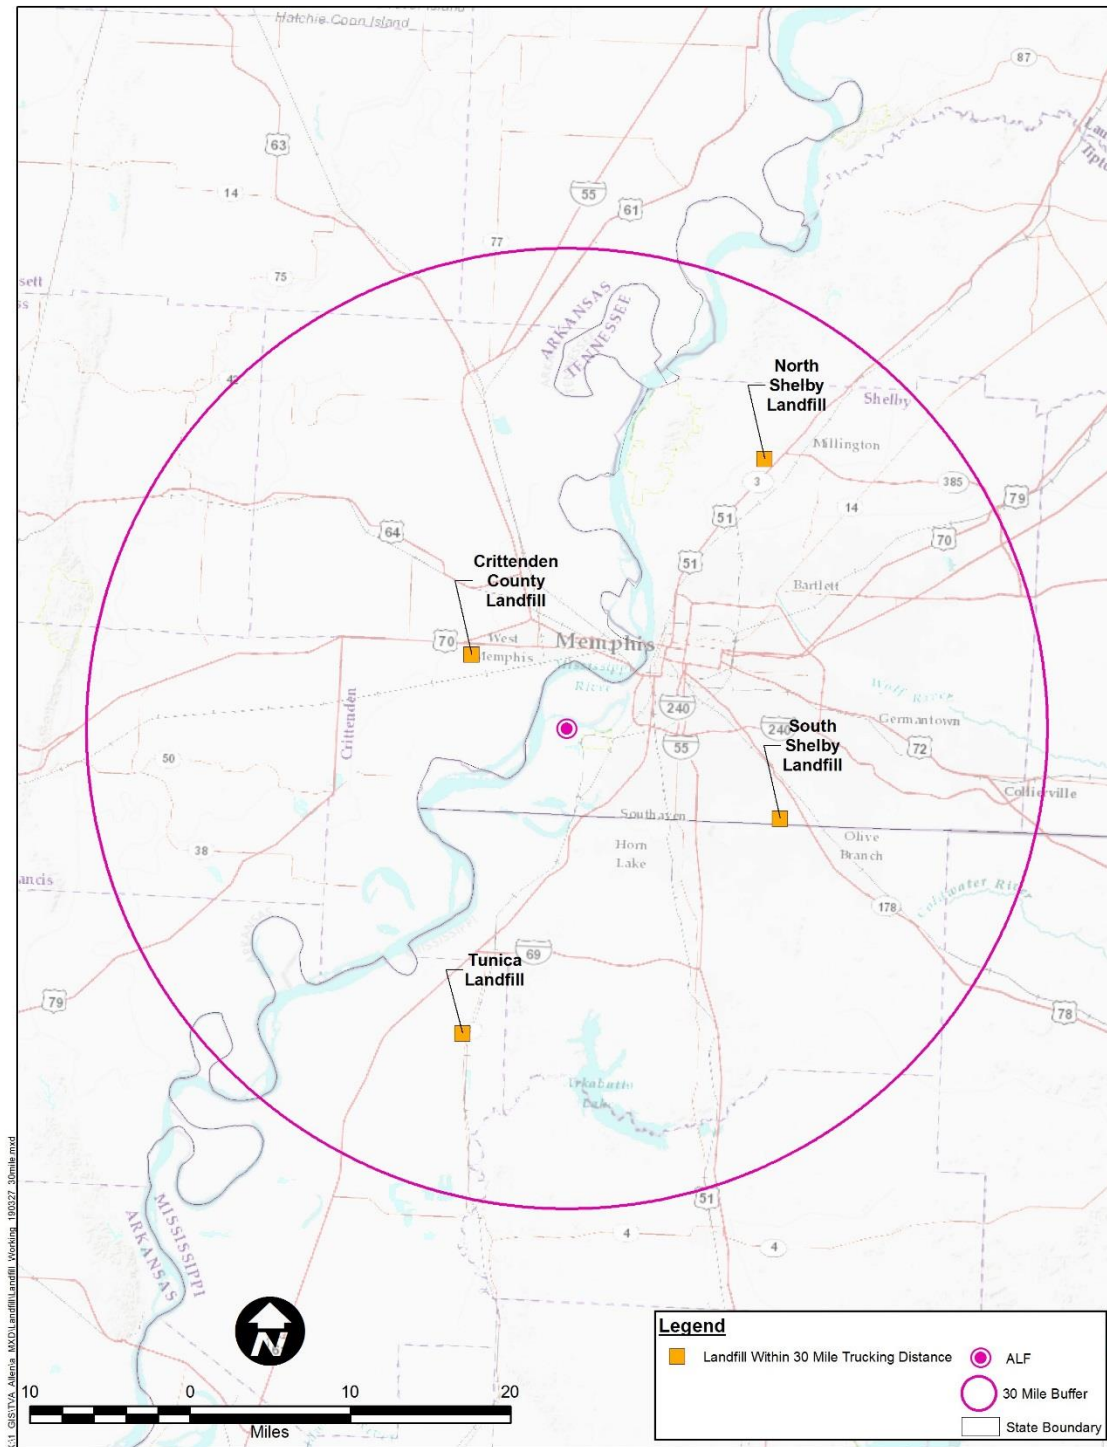 Hatchie Coon Island
87
63
14
55
61
77
75
ARKANSAS
TENNESSEE
North
Shelby
Landfill
Shelby
Millington
3
385
79
14
51
70
64
51
Crittenden
County
Landfill
Bartlett
70
West
Memphis
Memphis
Mississippi
River
Wolf River
240
240
Germantown
South
Shelby
Landfill
55
72
Crittenden
50
Collierville
Southaven
Horn
Lake
Olive
Branch
38
ancis
Coldwater River
178
Tunica
Landfill
69
79
78
Arkabutla
Lake
51
4
4
MISSISSIPPI
ARKANSAS
N
Legend
Landfill Within 30 Mile Trucking Distance
ALF
30 Mile Buffer
State Boundary
10 0 10 20
Miles